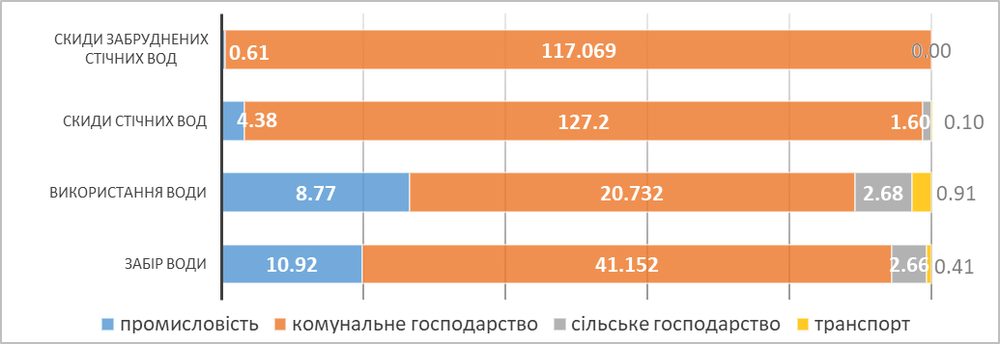 СКИДИ ЗАБРУДНЕНИХ
СТІЧНИХ ВОД
0.61 117.069 0.00
СКИДИ СТІЧНИХ ВОД 4.38 127.2 1.60 0.10
ВИКОРИСТАННЯ ВОДИ 8.77 20.732 2.68 0.91
ЗАБІР ВОДИ 10.92 41.152 2.66 0.41
промисловість комунальне господарство сільське господарство транспорт